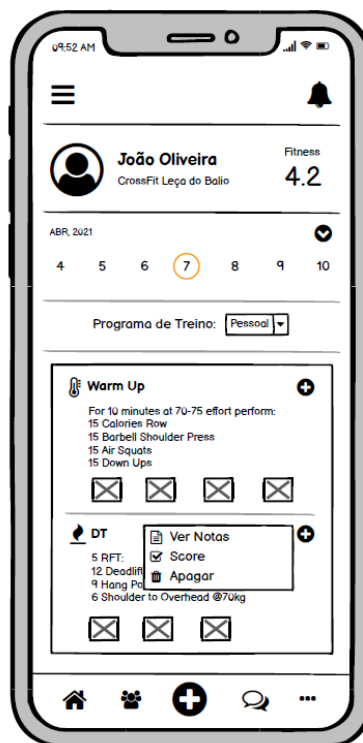 09:52 AM
João Oliveira
CrossFit Leça do Balio
Fitness
4.2
ABR, 2021
4 5 6 7 8 9 10
Programa de Treino: Pessoal
Warm Up
For 10 minutes at 70-75 effort perform:
15 Calories Row
15 Barbell Shoulder Press
15 Air Squats
15 Down Ups
DT
5 RFT:
12
9 Hang
6 Shoulder to Overhead @70kg
Ver Notas
Score
Apagar